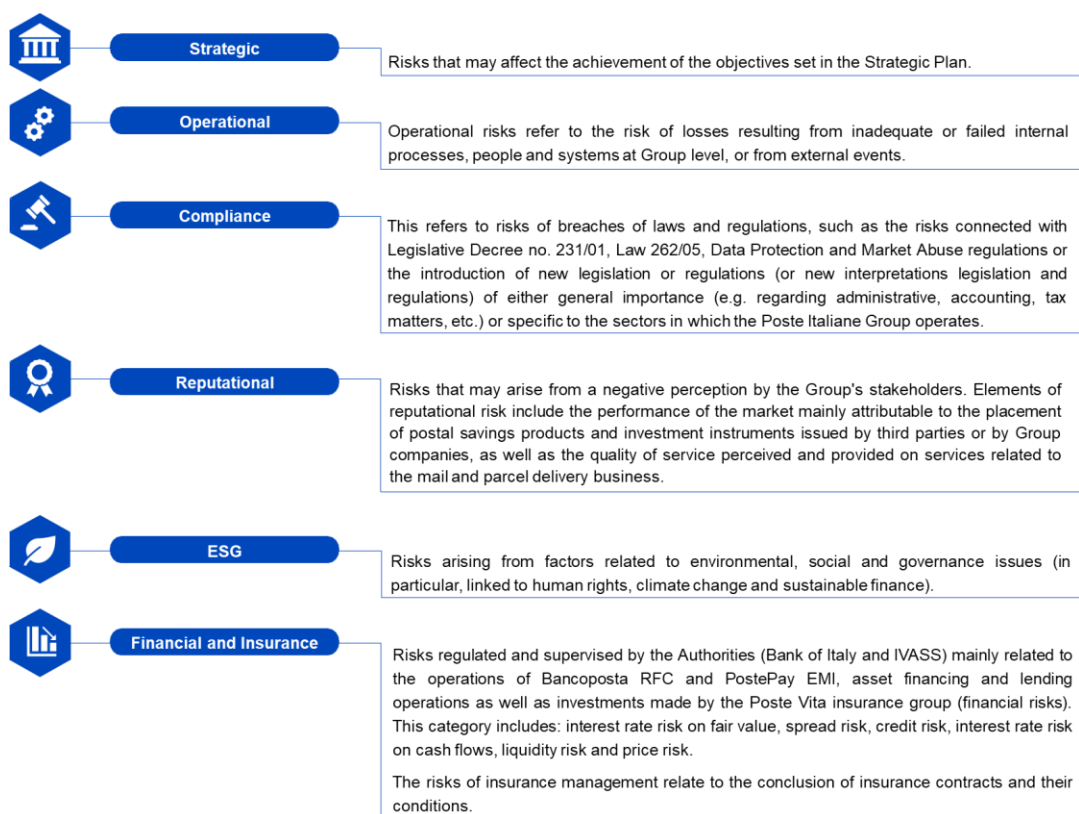 Strategic
Risks that may affect the achievement of the objectives set in the Strategic Plan.
Operational
Operational risks refer to the risk of losses resulting from inadequate or failed internal
processes, people and systems at Group level, or from external events.
Compliance
This refers to risks of breaches of laws and regulations, such as the risks connected with
Legislative Decree no. 231/01, Law 262/05, Data Protection and Market Abuse regulations or
the introduction of new legislation or regulations (or new interpretations legislation and
regulations) of either general importance (e.g. regarding administrative, accounting, tax
matters, etc.) or specific to the sectors in which the Poste Italiane Group operates.
Reputational
Risks that may arise from a negative perception by the Group's stakeholders. Elements of
reputational risk include the performance of the market mainly attributable to the placement
of postal savings products and investment instruments issued by third parties or by Group
companies, as well as the quality of service perceived and provided on services related to
the mail and parcel delivery business.
ESG
Risks arising from factors related to environmental, social and governance issues (in
particular, linked to human rights, climate change and sustainable finance).
Financial and Insurance
Risks regulated and supervised by the Authorities (Bank of Italy and IVASS) mainly related to
the operations of Bancoposta RFC and PostePay EMI, asset financing and lending
operations as well as investments made by the Poste Vita insurance group (financial risks).
This category includes: interest rate risk on fair value, spread risk, credit risk, interest rate risk
on cash flows, liquidity risk and price risk.
The risks of insurance management relate to the conclusion of insurance contracts and their
conditions.